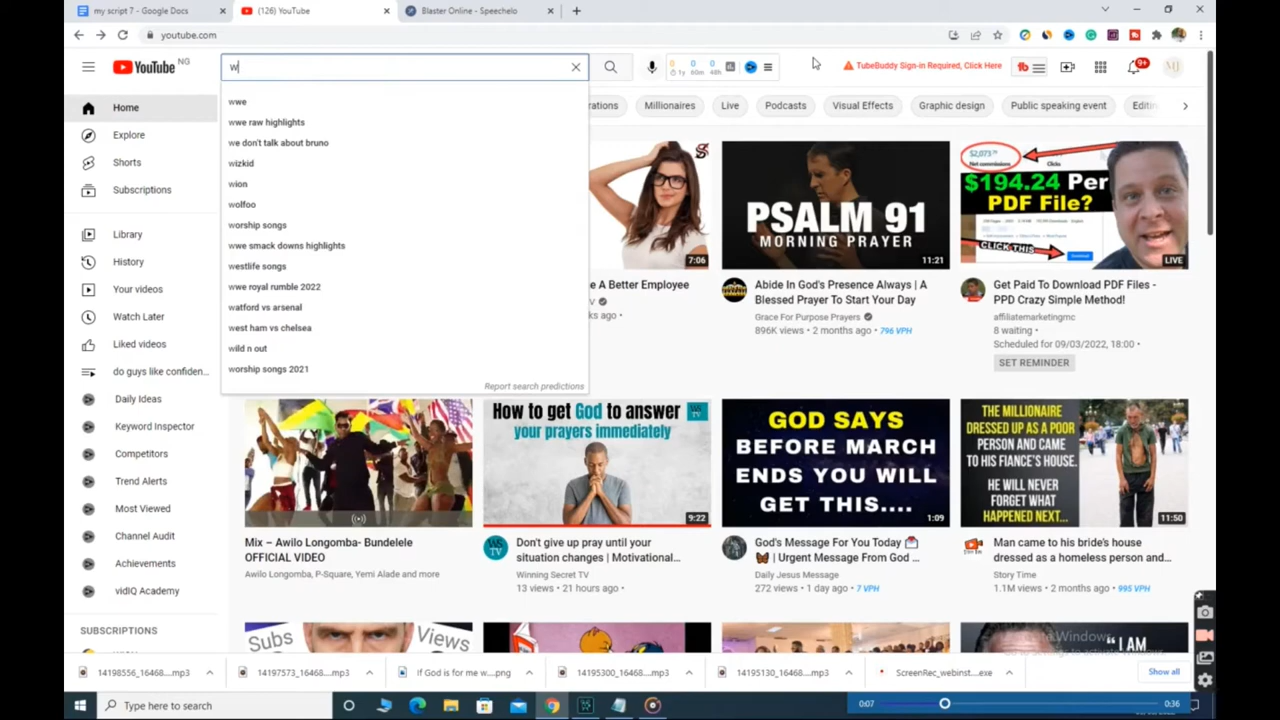 my script 7 - Google Docs
(126) YouTube
Blaster Online - Speechelo
youtube.com
YouTube NG
w
0 0 0
1y 60m 48h
TubeBuddy Sign-in Required, Click Here
9+
Home
Explore
Shorts
Subscriptions
Library
History
Your videos
Watch Later
Liked videos
do guys like confiden...
Daily Ideas
Keyword Inspector
Competitors
Trend Alerts
Most Viewed
Channel Audit
Achievements
vidIQ Academy
SUBSCRIPTIONS
wwe
wwe raw highlights
we don't talk about bruno
wizkid
wion
wolfoo
worship songs
wwe smack downs highlights
westlife songs
wwe royal rumble 2022
watford vs arsenal
west ham vs chelsea
wild n out
worship songs 2021
Report search predictions
Millionaires
Live
Podcasts
Visual Effects
Graphic design
Public speaking event
7:06
e A Better Employee
ks ago •
PSALM 91
MORNING PRAYER
11:21
Abide In God's Presence Always | A
Blessed Prayer To Start Your Day
Grace For Purpose Prayers
896K views • 2 months ago • 796 VPH
Net commissions
Clicks
$194.24 Per
PDF File?
CLICK THIS
LIVE
Get Paid To Download PDF Files -
PPD Crazy Simple Method!
affiliatemarketingmc
8 waiting •
Scheduled for 09/03/2022, 18:00 •
SET REMINDER
Mix – Awilo Longomba- Bundelele
OFFICIAL VIDEO
Awilo Longomba, P-Square, Yemi Alade and more
How to get God to answer
your prayers immediately
9:22
Don't give up pray until your
situation changes | Motivational...
Winning Secret TV
13 views • 21 hours ago •
GOD SAYS
BEFORE MARCH
ENDS YOU WILL
GET THIS....
1:09
God's Message For You Today
| Urgent Message From God ...
Daily Jesus Message
272 views • 1 day ago • 7 VPH
THE MILLIONAIRE
DRESSED UP AS A POOR
PERSON AND CAME
TO HIS FIANCE'S HOUSE.
HE WILL NEVER
FORGET WHAT
HAPPENED NEXT...
11:50
Man came to his bride's house
dressed as a homeless person and...
Story Time
1.1M views • 2 months ago • 995 VPH
Subs
Views
"I AM
14198556_16468....mp3
14197573_16468....mp3
If God is for me w....png
14195300_16468....mp3
14195130_16468....mp3
ScreenRec_webinst....exe
Show all
Type here to search
0:07
0:36